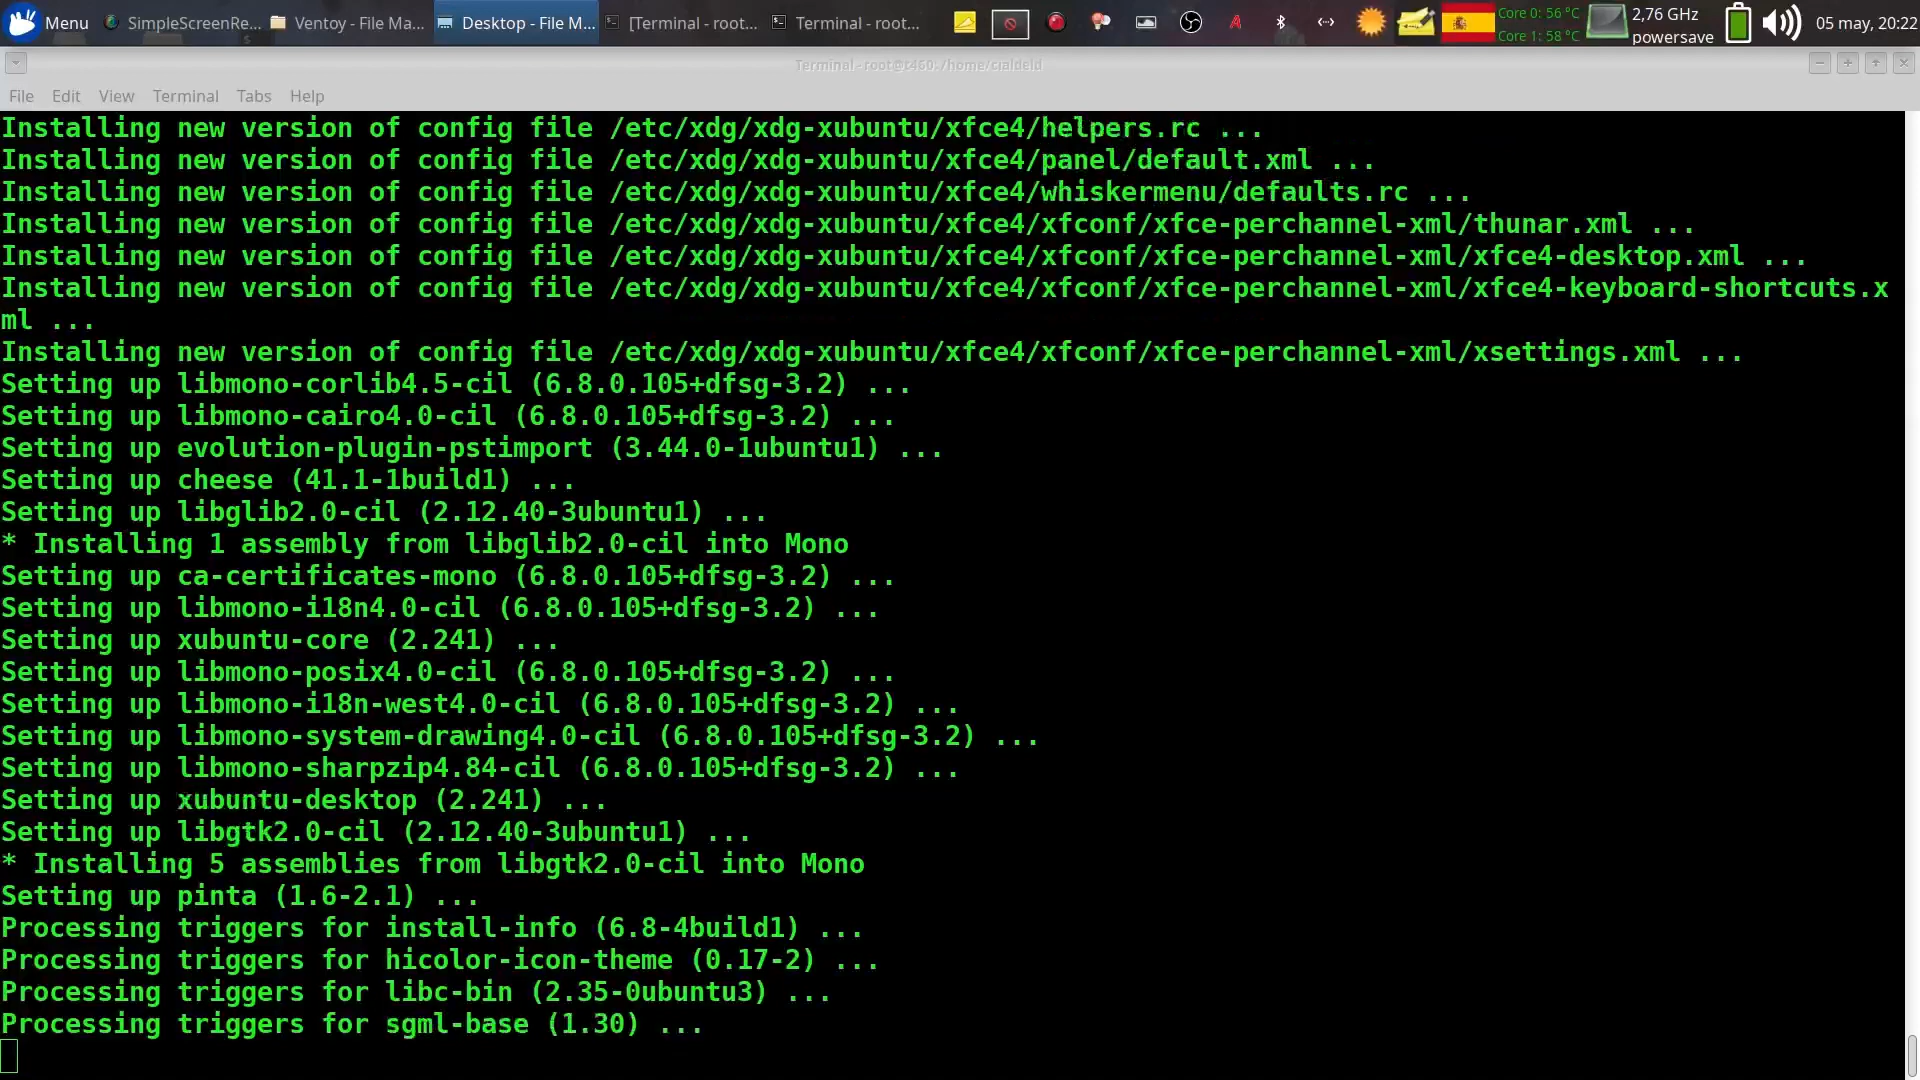 Menu SimpleScreenRe... Ventoy - File Ma... Desktop - File M... [Terminal - root... Terminal - root... Core 0: 56 °C 2,76 GHz 05 may, 20:22
Core 1: 58 °C powersave
Terminal - root@t460: /home/cialdeld
File Edit View Terminal Tabs Help
Installing new version of config file /etc/xdg/xdg-xubuntu/xfce4/helpers.rc ...
Installing new version of config file /etc/xdg/xdg-xubuntu/xfce4/panel/default.xml ...
Installing new version of config file /etc/xdg/xdg-xubuntu/xfce4/whiskermenu/defaults.rc ...
Installing new version of config file /etc/xdg/xdg-xubuntu/xfce4/xfconf/xfce-perchannel-xml/thunar.xml ...
Installing new version of config file /etc/xdg/xdg-xubuntu/xfce4/xfconf/xfce-perchannel-xml/xfce4-desktop.xml ...
Installing new version of config file /etc/xdg/xdg-xubuntu/xfce4/xfconf/xfce-perchannel-xml/xfce4-keyboard-shortcuts.x
ml ...
Installing new version of config file /etc/xdg/xdg-xubuntu/xfce4/xfconf/xfce-perchannel-xml/xsettings.xml ...
Setting up libmono-corlib4.5-cil (6.8.0.105+dfsg-3.2) ...
Setting up libmono-cairo4.0-cil (6.8.0.105+dfsg-3.2) ...
Setting up evolution-plugin-pstimport (3.44.0-1ubuntu1) ...
Setting up cheese (41.1-1build1) ...
Setting up libglib2.0-cil (2.12.40-3ubuntu1) ...
* Installing 1 assembly from libglib2.0-cil into Mono
Setting up ca-certificates-mono (6.8.0.105+dfsg-3.2) ...
Setting up libmono-i18n4.0-cil (6.8.0.105+dfsg-3.2) ...
Setting up xubuntu-core (2.241) ...
Setting up libmono-posix4.0-cil (6.8.0.105+dfsg-3.2) ...
Setting up libmono-i18n-west4.0-cil (6.8.0.105+dfsg-3.2) ...
Setting up libmono-system-drawing4.0-cil (6.8.0.105+dfsg-3.2) ...
Setting up libmono-sharpzip4.84-cil (6.8.0.105+dfsg-3.2) ...
Setting up xubuntu-desktop (2.241) ...
Setting up libgtk2.0-cil (2.12.40-3ubuntu1) ...
* Installing 5 assemblies from libgtk2.0-cil into Mono
Setting up pinta (1.6-2.1) ...
Processing triggers for install-info (6.8-4build1) ...
Processing triggers for hicolor-icon-theme (0.17-2) ...
Processing triggers for libc-bin (2.35-0ubuntu3) ...
Processing triggers for sgml-base (1.30) ...